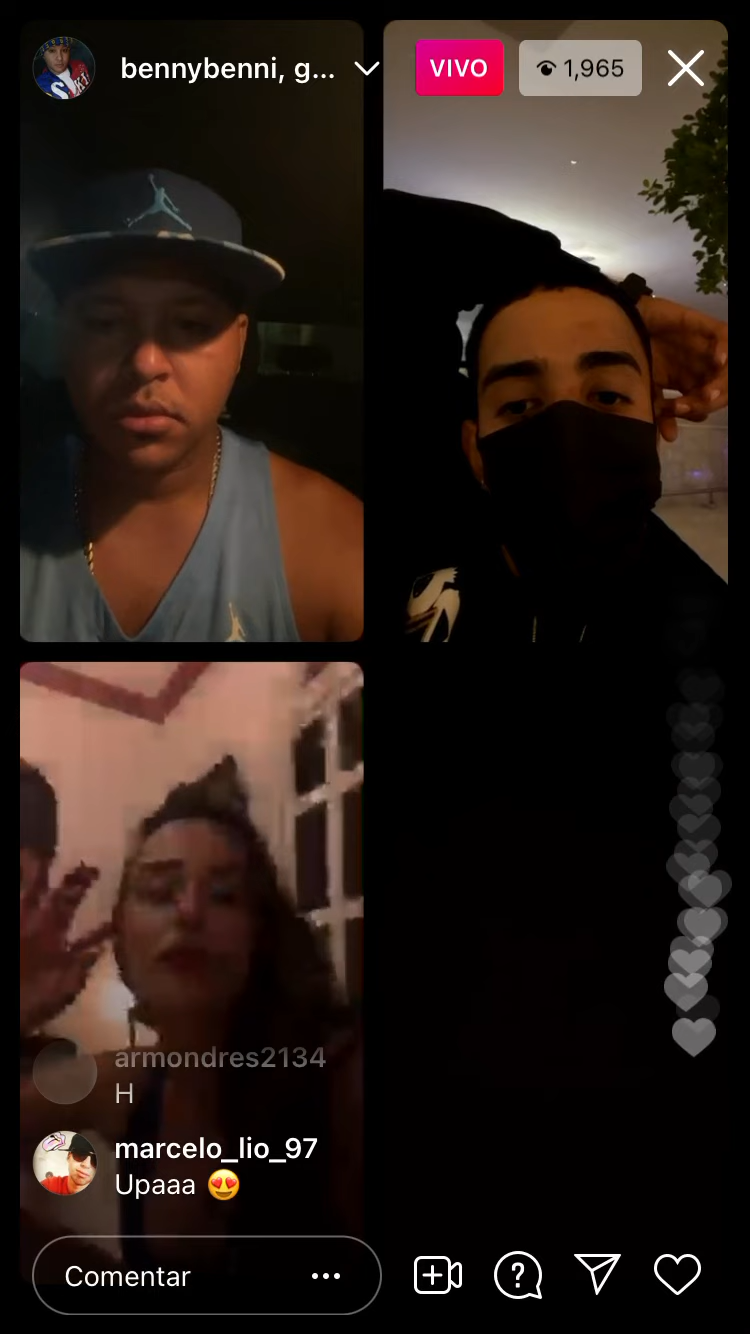 bennybenni, g...
VIVO
1,965
armondres2134
H
marcelo_lio_97
Upaaa 😍
Comentar